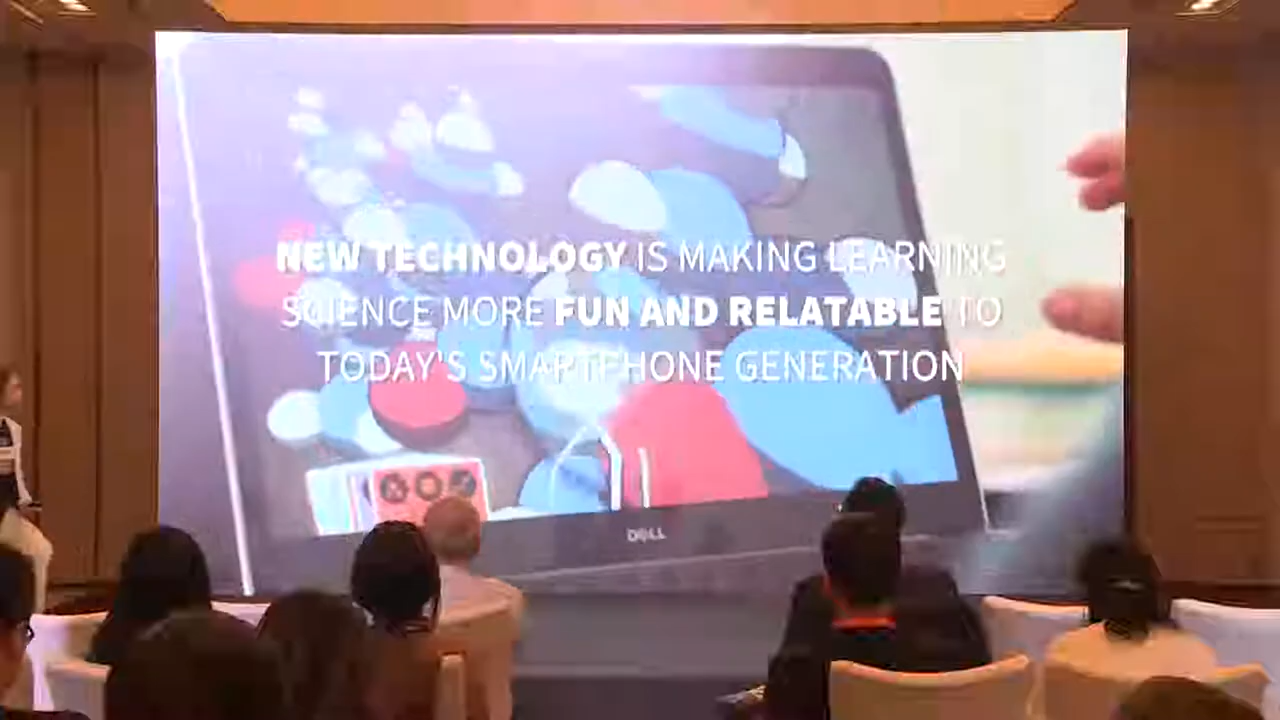 NEW TECHNOLOGY IS MAKING LEARNING
SCIENCE MORE FUN AND RELATABLE TO
TODAY'S SMARTPHONE GENERATION
DELL